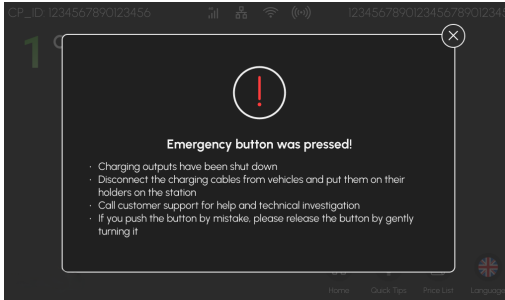 CP_ID: 1234567890123456
1
Emergency button was pressed!
· Charging outputs have been shut down
· Disconnect the charging cables from vehicles and put them on their
holders on the station
· Call customer support for help and technical investigation
· If you push the button by mistake, please release the button by gently
turning it
Home Quick Tips Price List Language